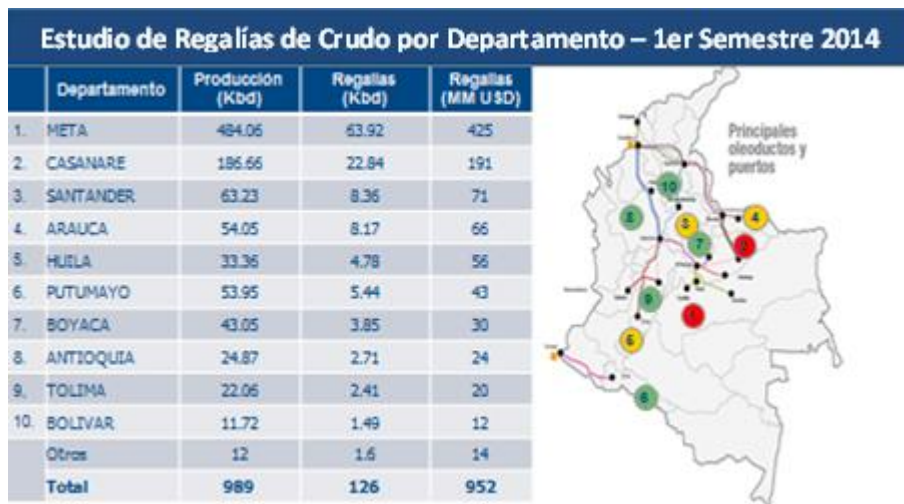 Estudio de Regalías de Crudo por Departamento – 1er Semestre 2014
Departamento Producción (Kbd) Regalias (Kbd) Regalias (MM USD)
1. META 484.06 63.92 425
2. CASANARE 186.66 22.84 191
3. SANTANDER 63.23 8.36 71
4. ARAUCA 54.05 8.17 66
5. HUILA 33.36 4.78 56
6. PUTUMAYO 53.95 5.44 43
7. BOYACA 43.05 3.85 30
8. ANTIOQUIA 24.87 2.71 24
9. TOLIMA 22.06 2.41 20
10. BOLIVAR 11.72 1.49 12
Otros 12 1.6 14
Total 989 126 952
Principales
oleoductos y
puertos
10
8
3
4
7
2
9
1
5
6